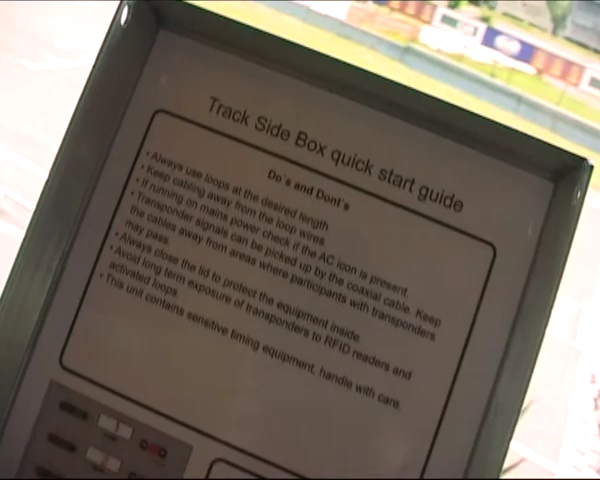 Track Side Box quick start guide
Do's and Dont's
• Always use loops at the desired length
• Keep cabling away from the loop wires.
• If running on mains power check if the AC icon is present.
• Transponder signals can be picked up by the coaxial cable. Keep
the cables away from areas where participants with transponders
may pass.
• Always close the lid to protect the equipment inside.
• Avoid long term exposure of transponders to RFID readers and
activated loops.
• This unit contains sensitive timing equipment, handle with care.